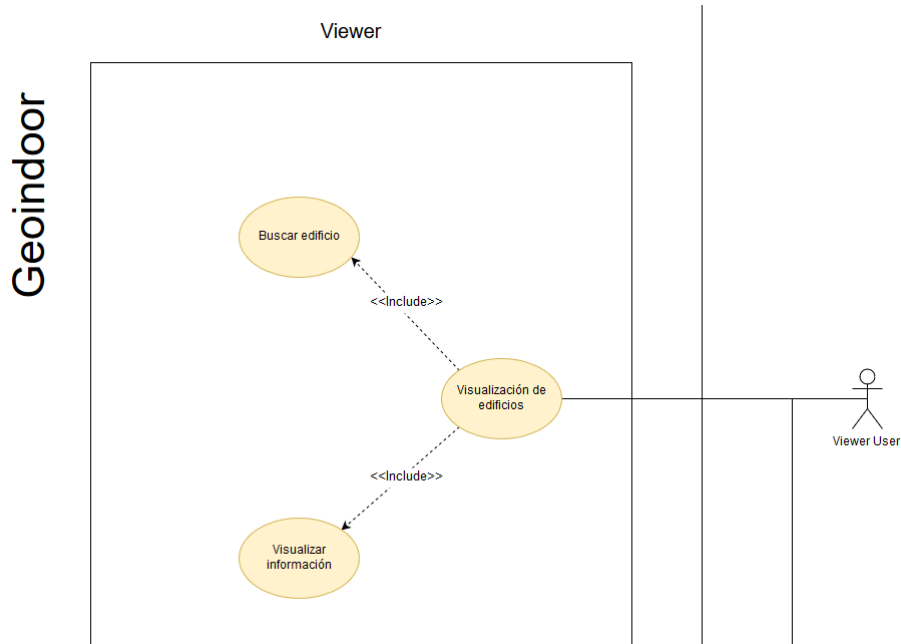 Viewer
Geoindoor
Buscar edificio
<<Include>>
Visualización de
edificios
Viewer User
<<Include>>
Visualizar
información